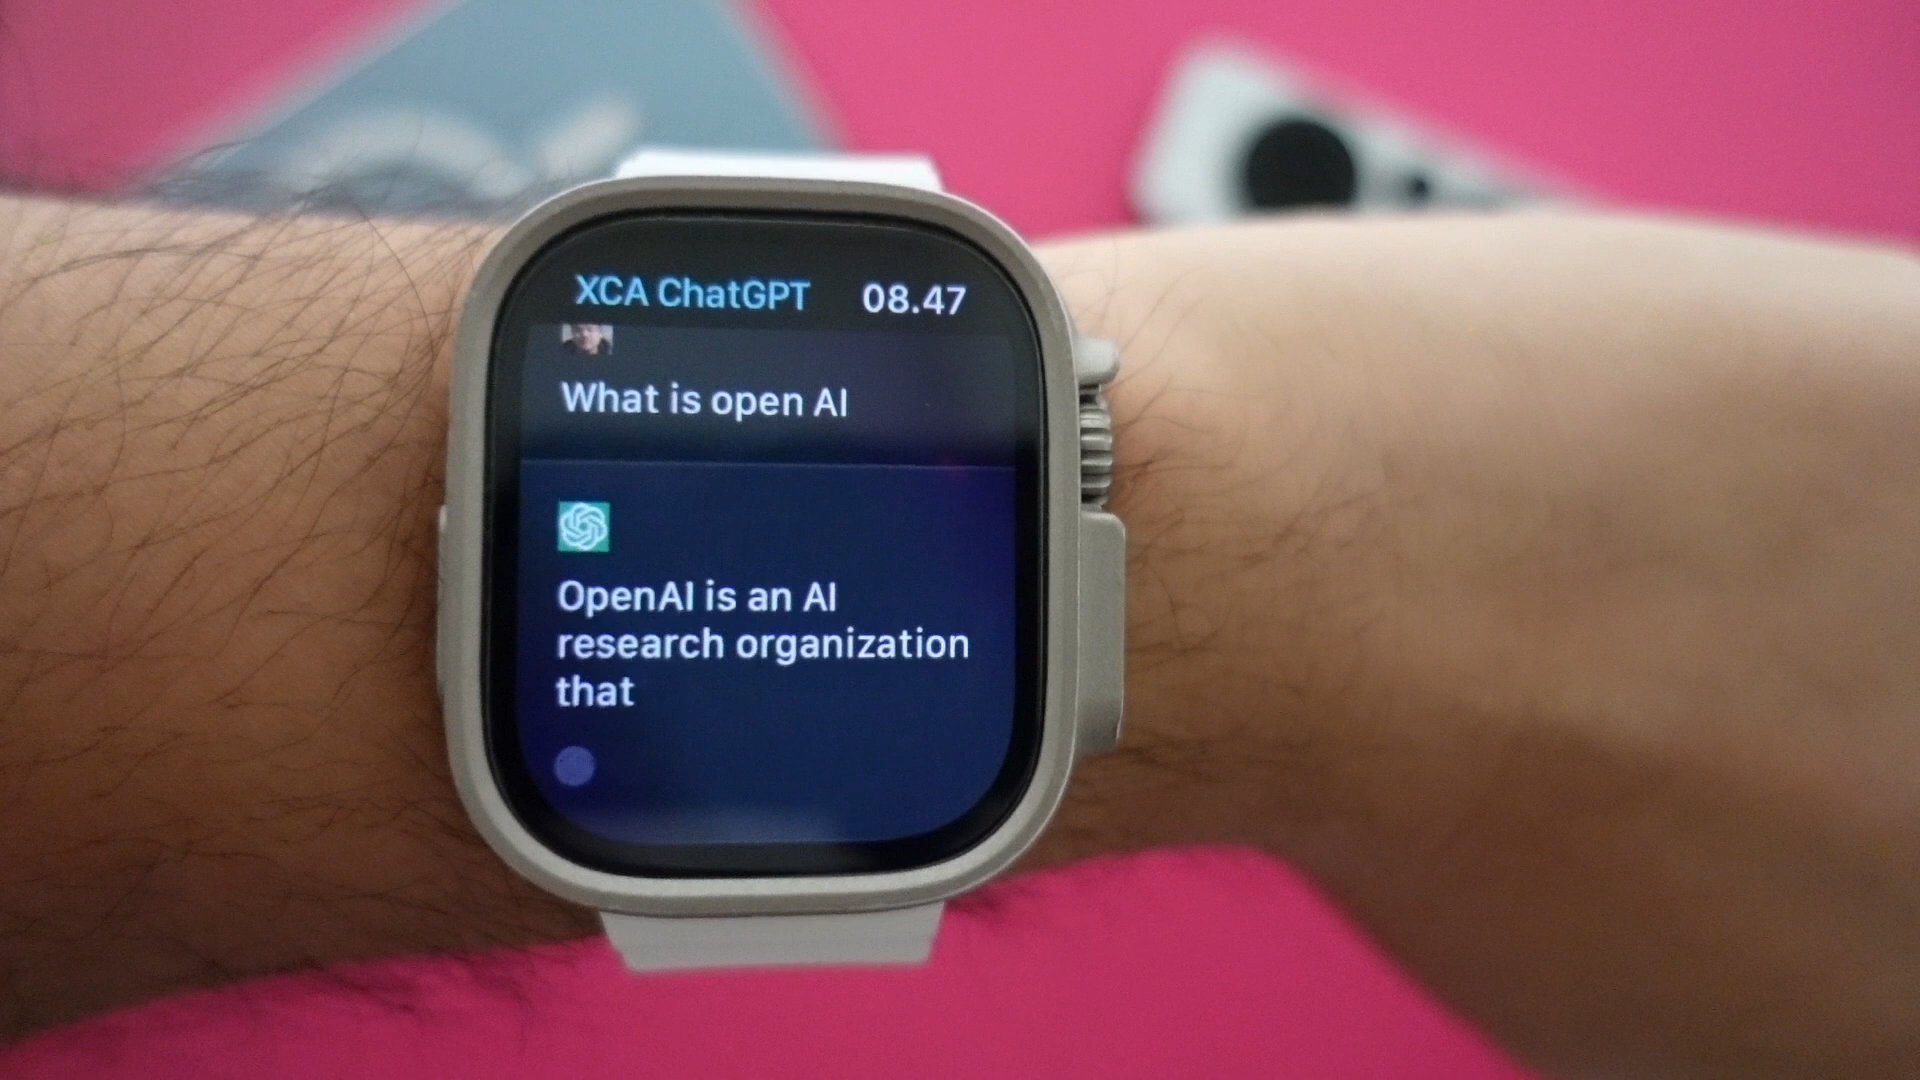 XCA ChatGPT 08.47
What is open AI
OpenAI is an AI
research organization
that